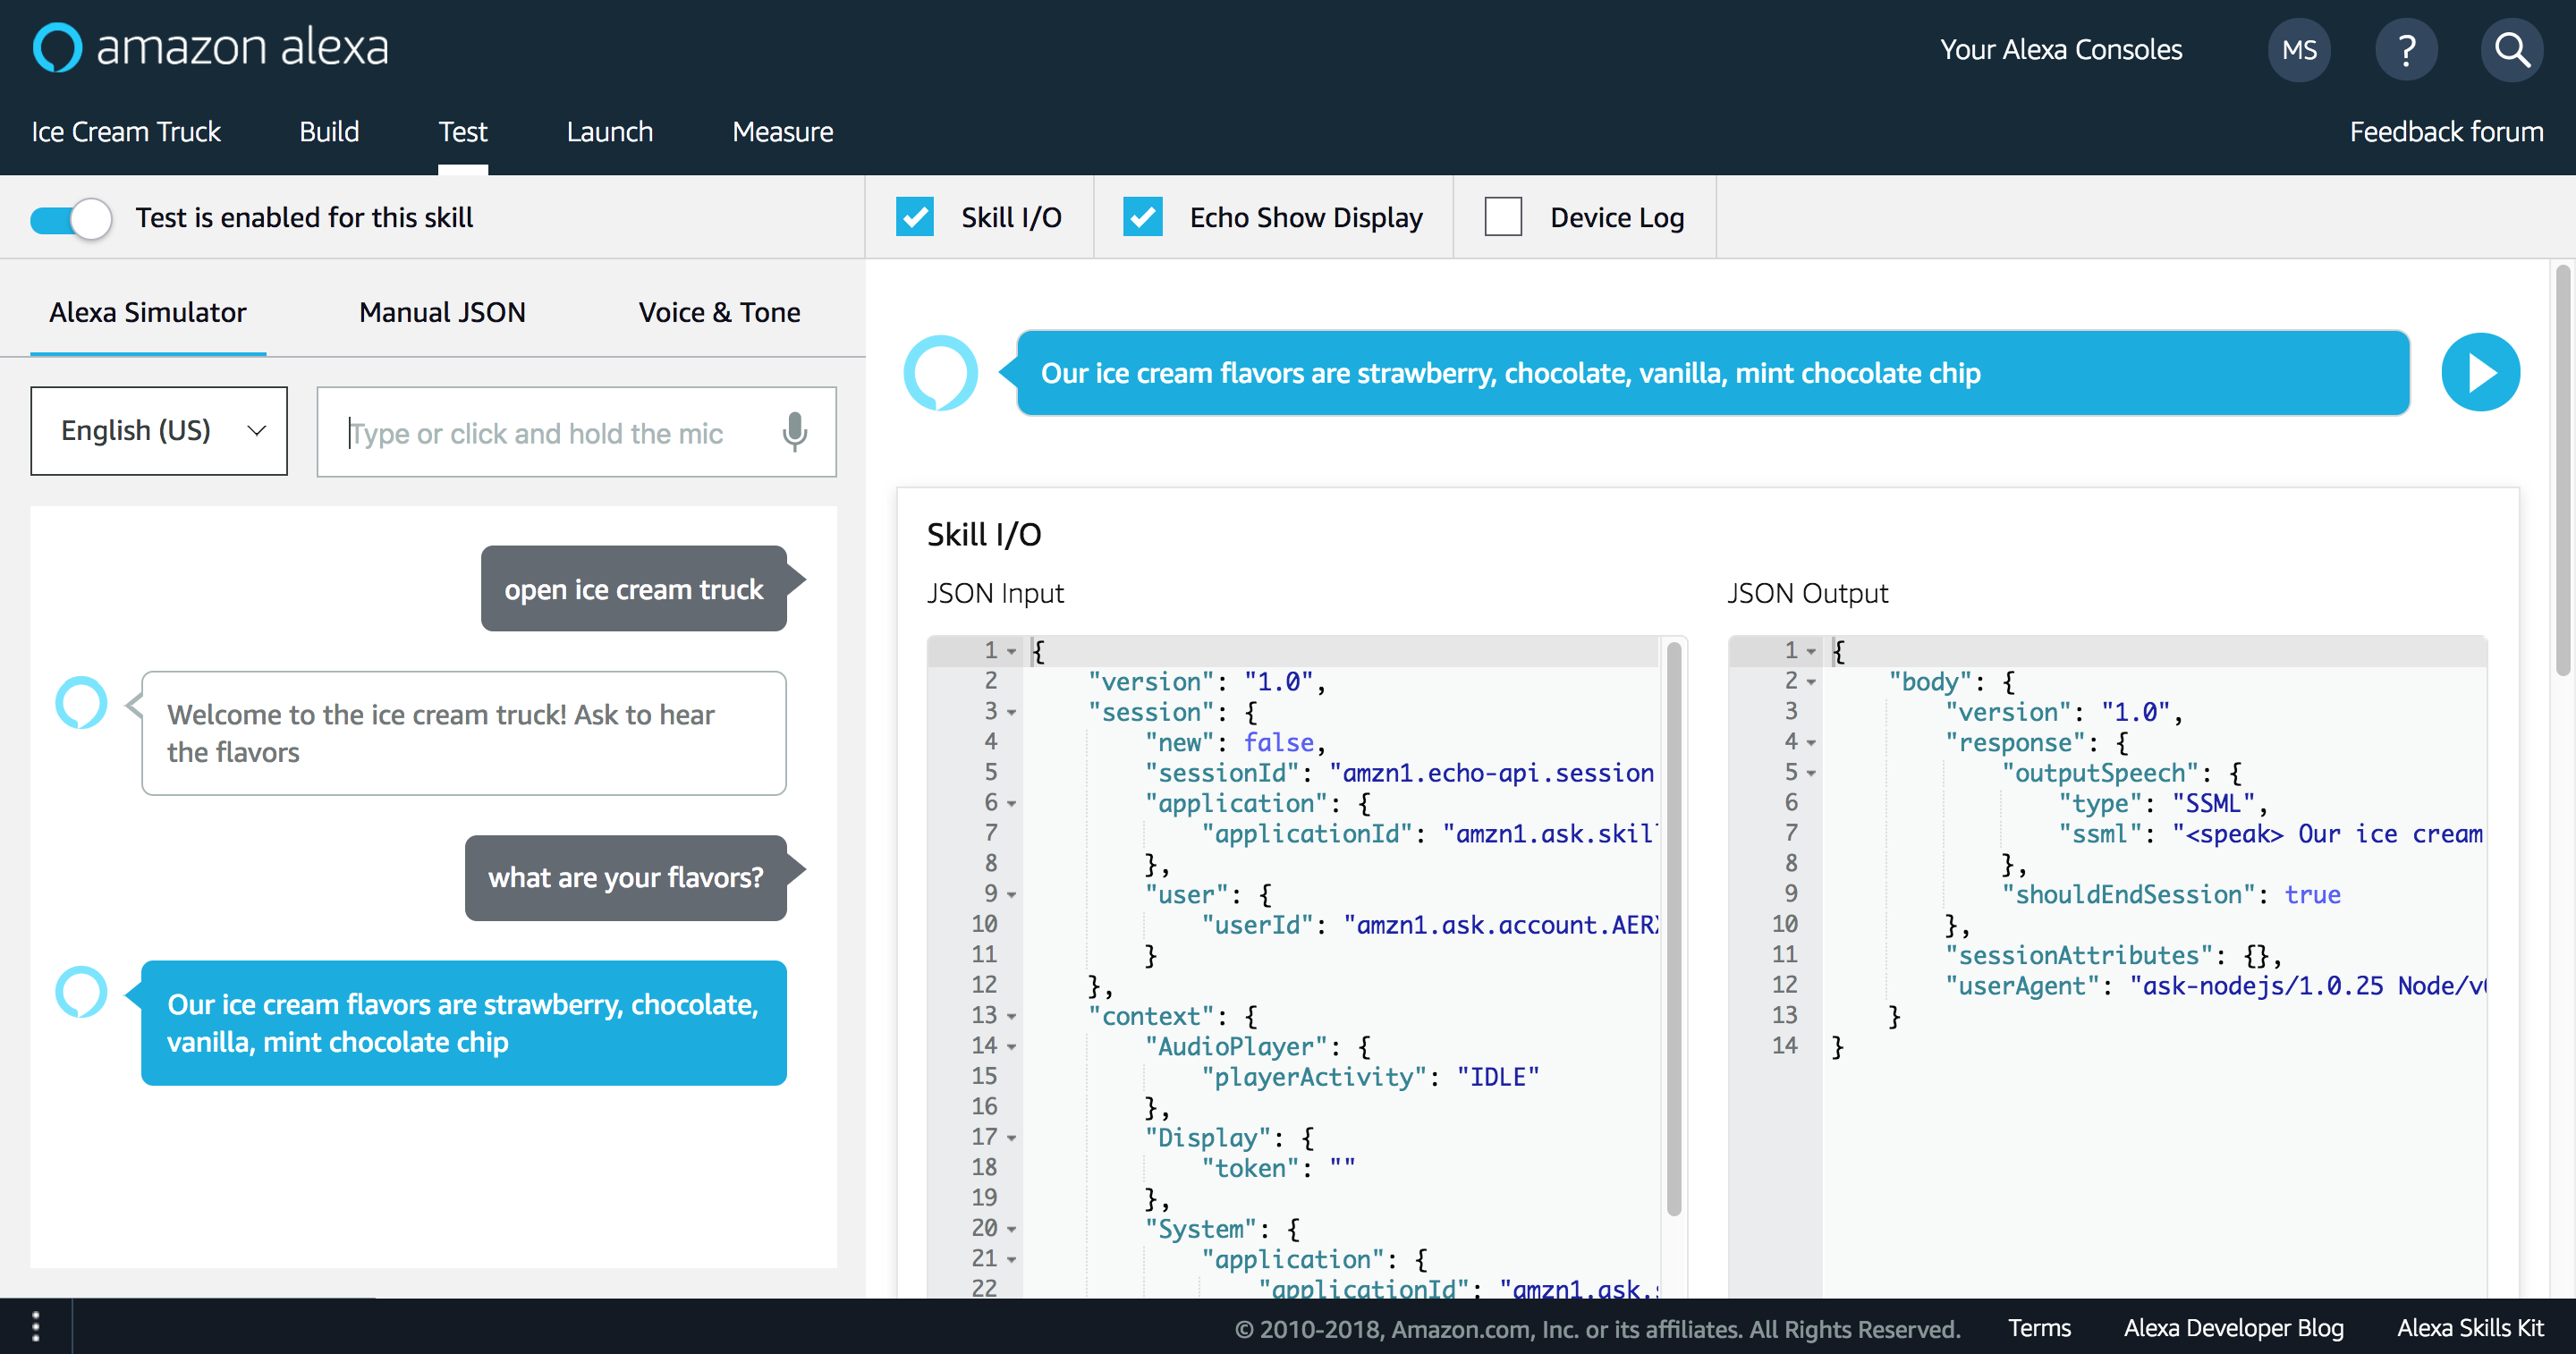 amazon alexa
Your Alexa Consoles
MS
?
Ice Cream Truck
Build
Test
Launch
Measure
Feedback forum
Test is enabled for this skill
Skill I/O
Echo Show Display
Device Log
Alexa Simulator
Manual JSON
Voice & Tone
English (US)
Type or click and hold the mic
open ice cream truck
Welcome to the ice cream truck! Ask to hear
the flavors
what are your flavors?
Our ice cream flavors are strawberry, chocolate,
vanilla, mint chocolate chip
Our ice cream flavors are strawberry, chocolate, vanilla, mint chocolate chip
Skill I/O
JSON Input
1 {
2 "version": "1.0",
3 "session": {
4 "new": false,
5 "sessionId": "amzn1.echo-api.session
6 "application": {
7 "applicationId": "amzn1.ask.skil
8 },
9 "user": {
10 "userId": "amzn1.ask.account.AER
11 }
12 },
13 "context": {
14 "AudioPlayer": {
15 "playerActivity": "IDLE"
16 },
17 "Display": {
18 "token": ""
19 },
20 "System": {
21 "application": {
22 "applicationId": "amzn1.ask.
JSON Output
1 {
2 "body": {
3 "version": "1.0",
4 "response": {
5 "outputSpeech": {
6 "type": "SSML",
7 "ssml": "<speak> Our ice cream
8 },
9 "shouldEndSession": true
10 },
11 "sessionAttributes": {},
12 "userAgent": "ask-nodejs/1.0.25 Node/v
13 }
14 }
© 2010-2018, Amazon.com, Inc. or its affiliates. All Rights Reserved.
Terms
Alexa Developer Blog
Alexa Skills Kit